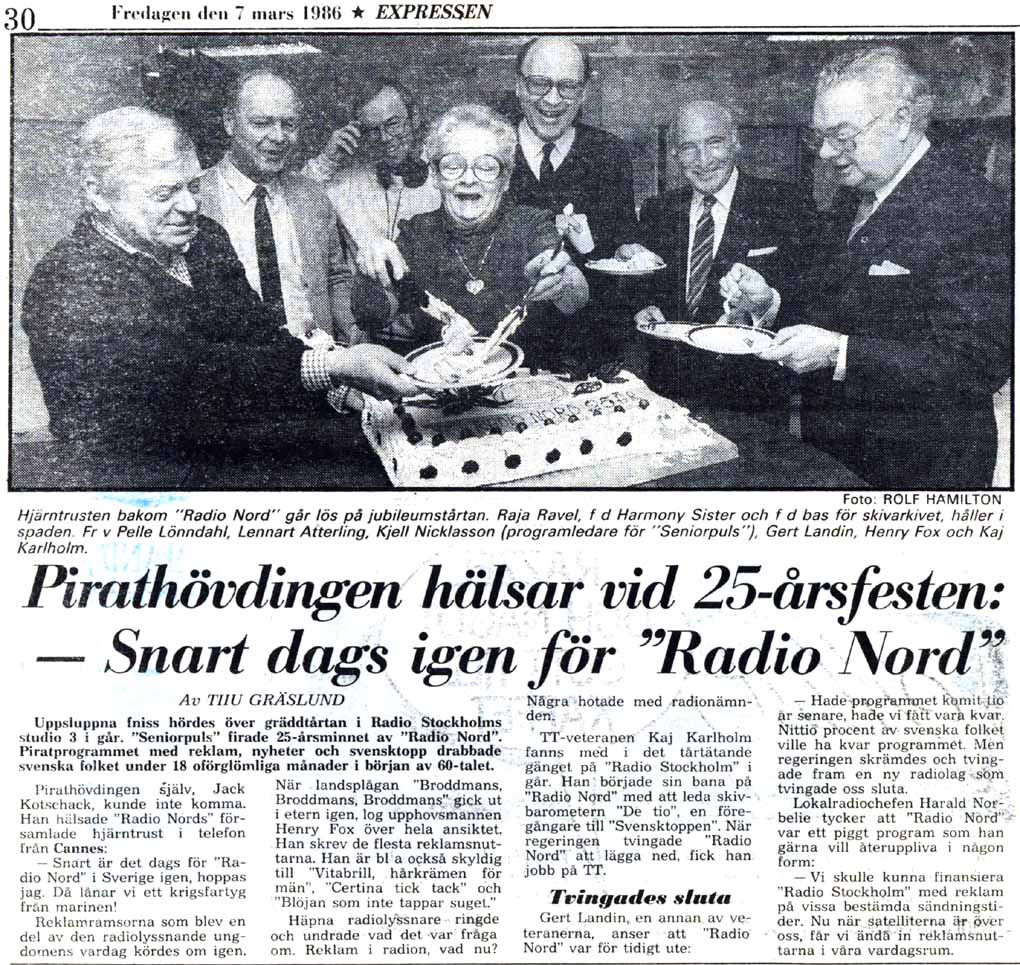 30 Fredagen den 7 mars 1986 ★ EXPRESSEN
RADIO NORD 25 ÅR
Foto: ROLF HAMILTON
Hjärntrusten bakom ”Radio Nord” går lös på jubileumstårtan. Raja Ravel, f d Harmony Sister och f d bas för skivarkivet, håller i
spaden. Fr v Pelle Lönndahl, Lennart Atterling, Kjell Nicklasson (programledare för ”Seniorpuls”), Gert Landin, Henry Fox och Kaj
Karlholm.
Pirathövdingen hälsar vid 25-årsfesten:
— Snart dags igen för ”Radio Nord”
Av TIIU GRÄSLUND
Uppsluppna fniss hördes över gräddtårtan i Radio Stockholms
studio 3 i går. ”Seniorpuls” firade 25-årsminnet av ”Radio Nord”.
Piratprogrammet med reklam, nyheter och svensktopp drabbade
svenska folket under 18 oförglömliga månader i början av 60-talet.
Pirathövdingen själv, Jack
Kotschack, kunde inte komma.
Han hälsade ”Radio Nords” för-
samlade hjärntrust i telefon
från Cannes:
— Snart är det dags för ”Ra-
dio Nord” i Sverige igen, hoppas
jag. Då lånar vi ett krigsfartyg
från marinen!
Reklamramsorna som blev en
del av den radiolyssnande ung-
domens vardag kördes om igen.
När landsplågan ”Broddmans,
Broddmans, Broddmans” gick ut
i etern igen, log upphovsmannen
Henry Fox över hela ansiktet.
Han skrev de flesta reklamsnut-
tarna. Han är bl a också skyldig
till ”Vitabrill, hårkrämen för
män”, ”Certina tick tack” och
”Blöjan som inte tappar suget.”
Häpna radiolyssnare ringde
och undrade vad det var fråga
om. Reklam i radion, vad nu?
Några hotade med radionämn-
den.
TT-veteranen Kaj Karlholm
fanns med i det tårtätande
gänget på ”Radio Stockholm” i
går. Han började sin bana på
”Radio Nord” med att leda skiv-
barometern ”De tio”, en före-
gångare till ”Svensktoppen”. När
regeringen tvingade ”Radio
Nord” att lägga ned, fick han
jobb på TT.
Tvingades sluta
Gert Landin, en annan av ve-
teranerna, anser att ”Radio
Nord” var för tidigt ute:
— Hade programmet komit tio
år senare, hade vi fått vara kvar.
Nittio procent av svenska folket
ville ha kvar programmet. Men
regeringen skrämdes och tving-
ade fram en ny radiolag som
tvingade oss sluta.
Lokalradiochefen Harald Nor-
belie tycker att ”Radio Nord”
var ett piggt program som han
gärna vill återuppliva i någon
form:
— Vi skulle kunna finansiera
”Radio Stockholm” med reklam
på vissa bestämda sändningsti-
der. Nu när satelliterna är över
oss, får vi ändå in reklamsnut-
tarna i våra vardagsrum.